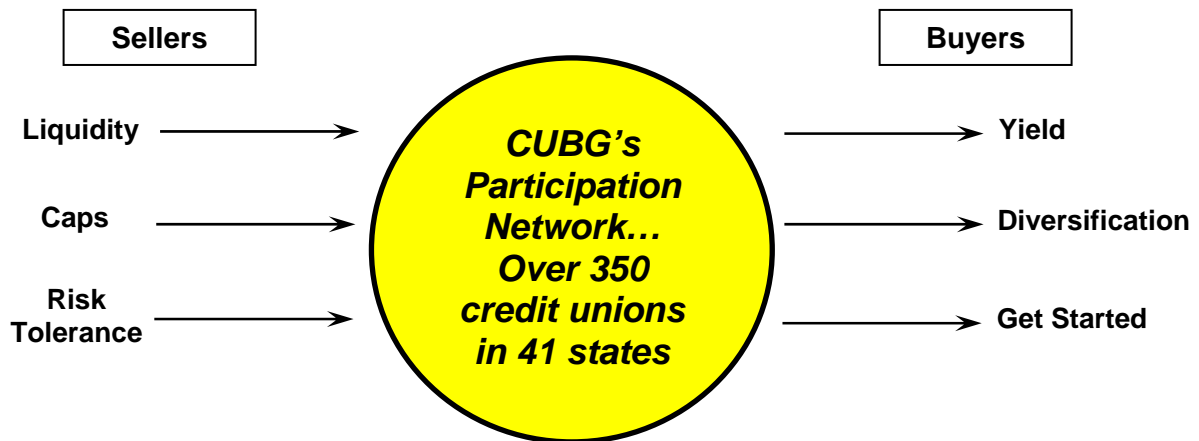 Sellers
Buyers
Liquidity
Caps
Risk
Tolerance
CUBG’s
Participation
Network…
Over 350
credit unions
in 41 states
Yield
Diversification
Get Started